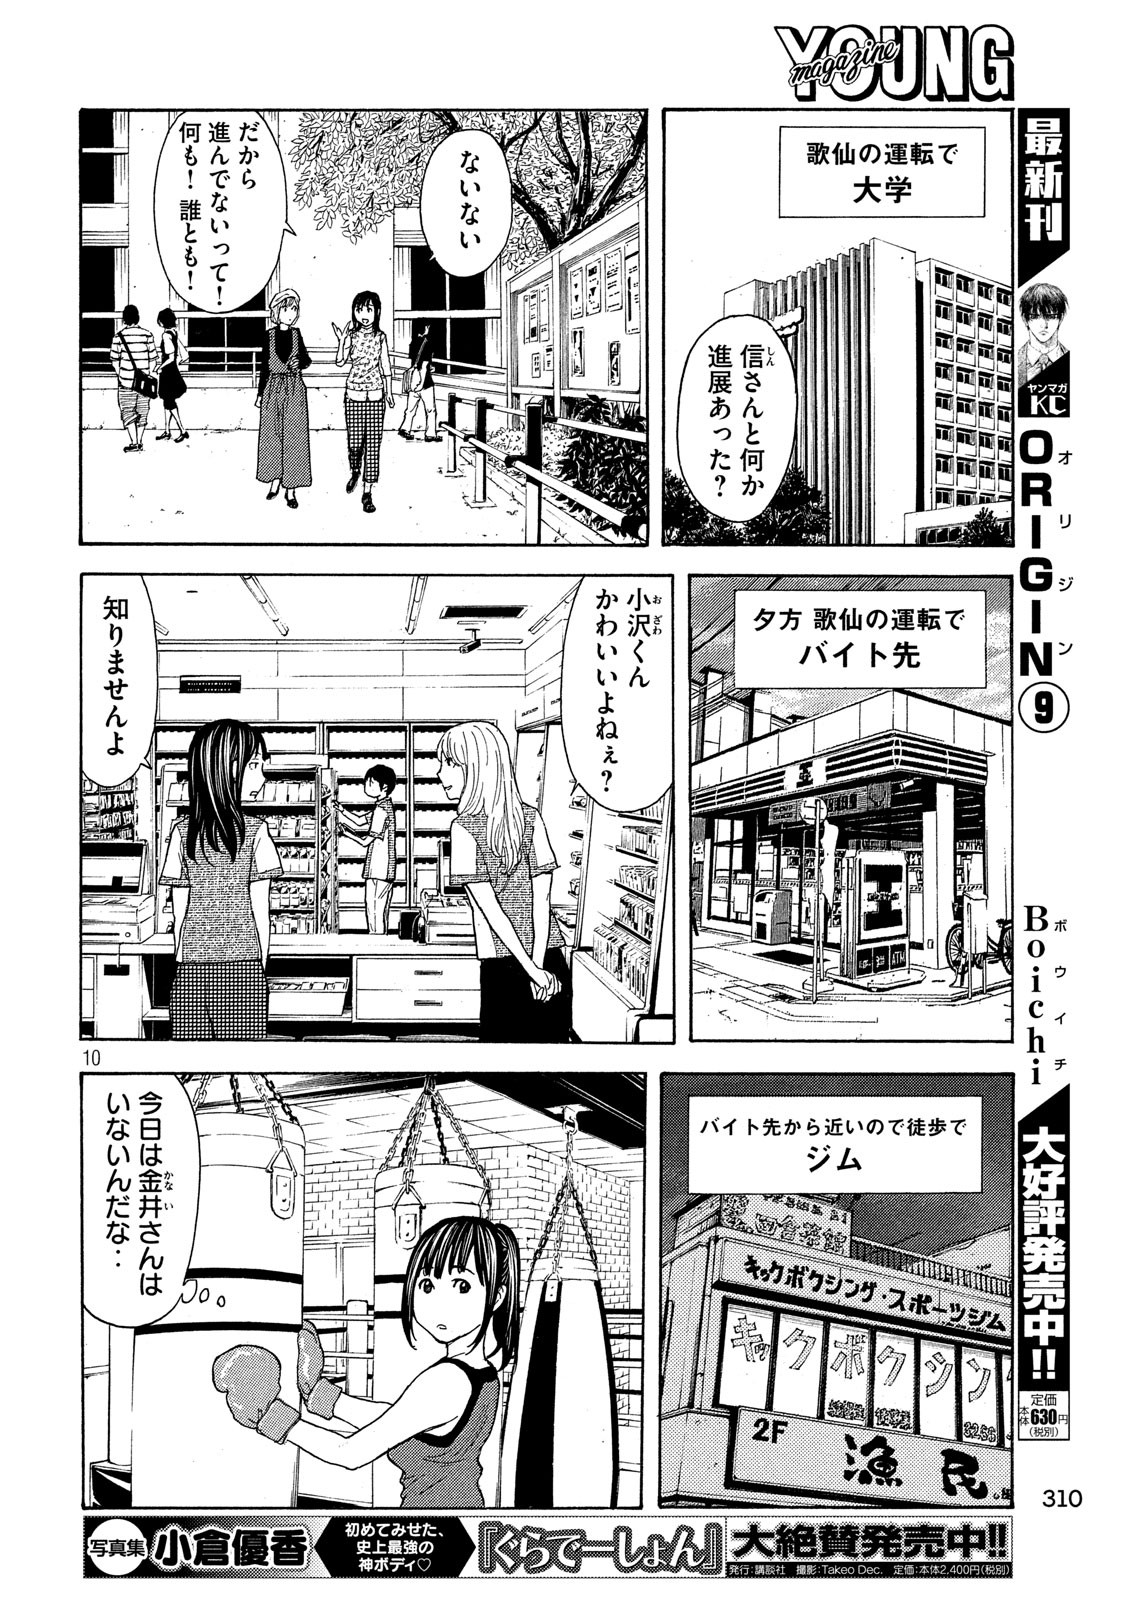 YOUNG
magazine
歌仙の運転で
大学
信さんと何か
進展あった?
ないない
だから
進んでないって!
何も! 誰とも!
夕方 歌仙の運転で
バイト先
小沢くん
かわいいよねぇ?
知りませんよ
10
バイト先から近いので徒歩で
ジム
キックボクシング・スポーツジム
キックボクシン
2F
漁民
今日は金井さんは
いないんだな‥
最新刊
ヤンマガ
KC
ORIGIN⑨
オリジン
Boichi
ボウイチ
大好評発売中!!
定価
本体630円
(税別)
310
写真集
小倉優香
初めてみせた、
史上最強の
神ボディ♡
『ぐらでーしょん』
大絶賛発売中!!
発行:講談社 撮影:Takeo Dec. 定価:本体2,400円(税別)